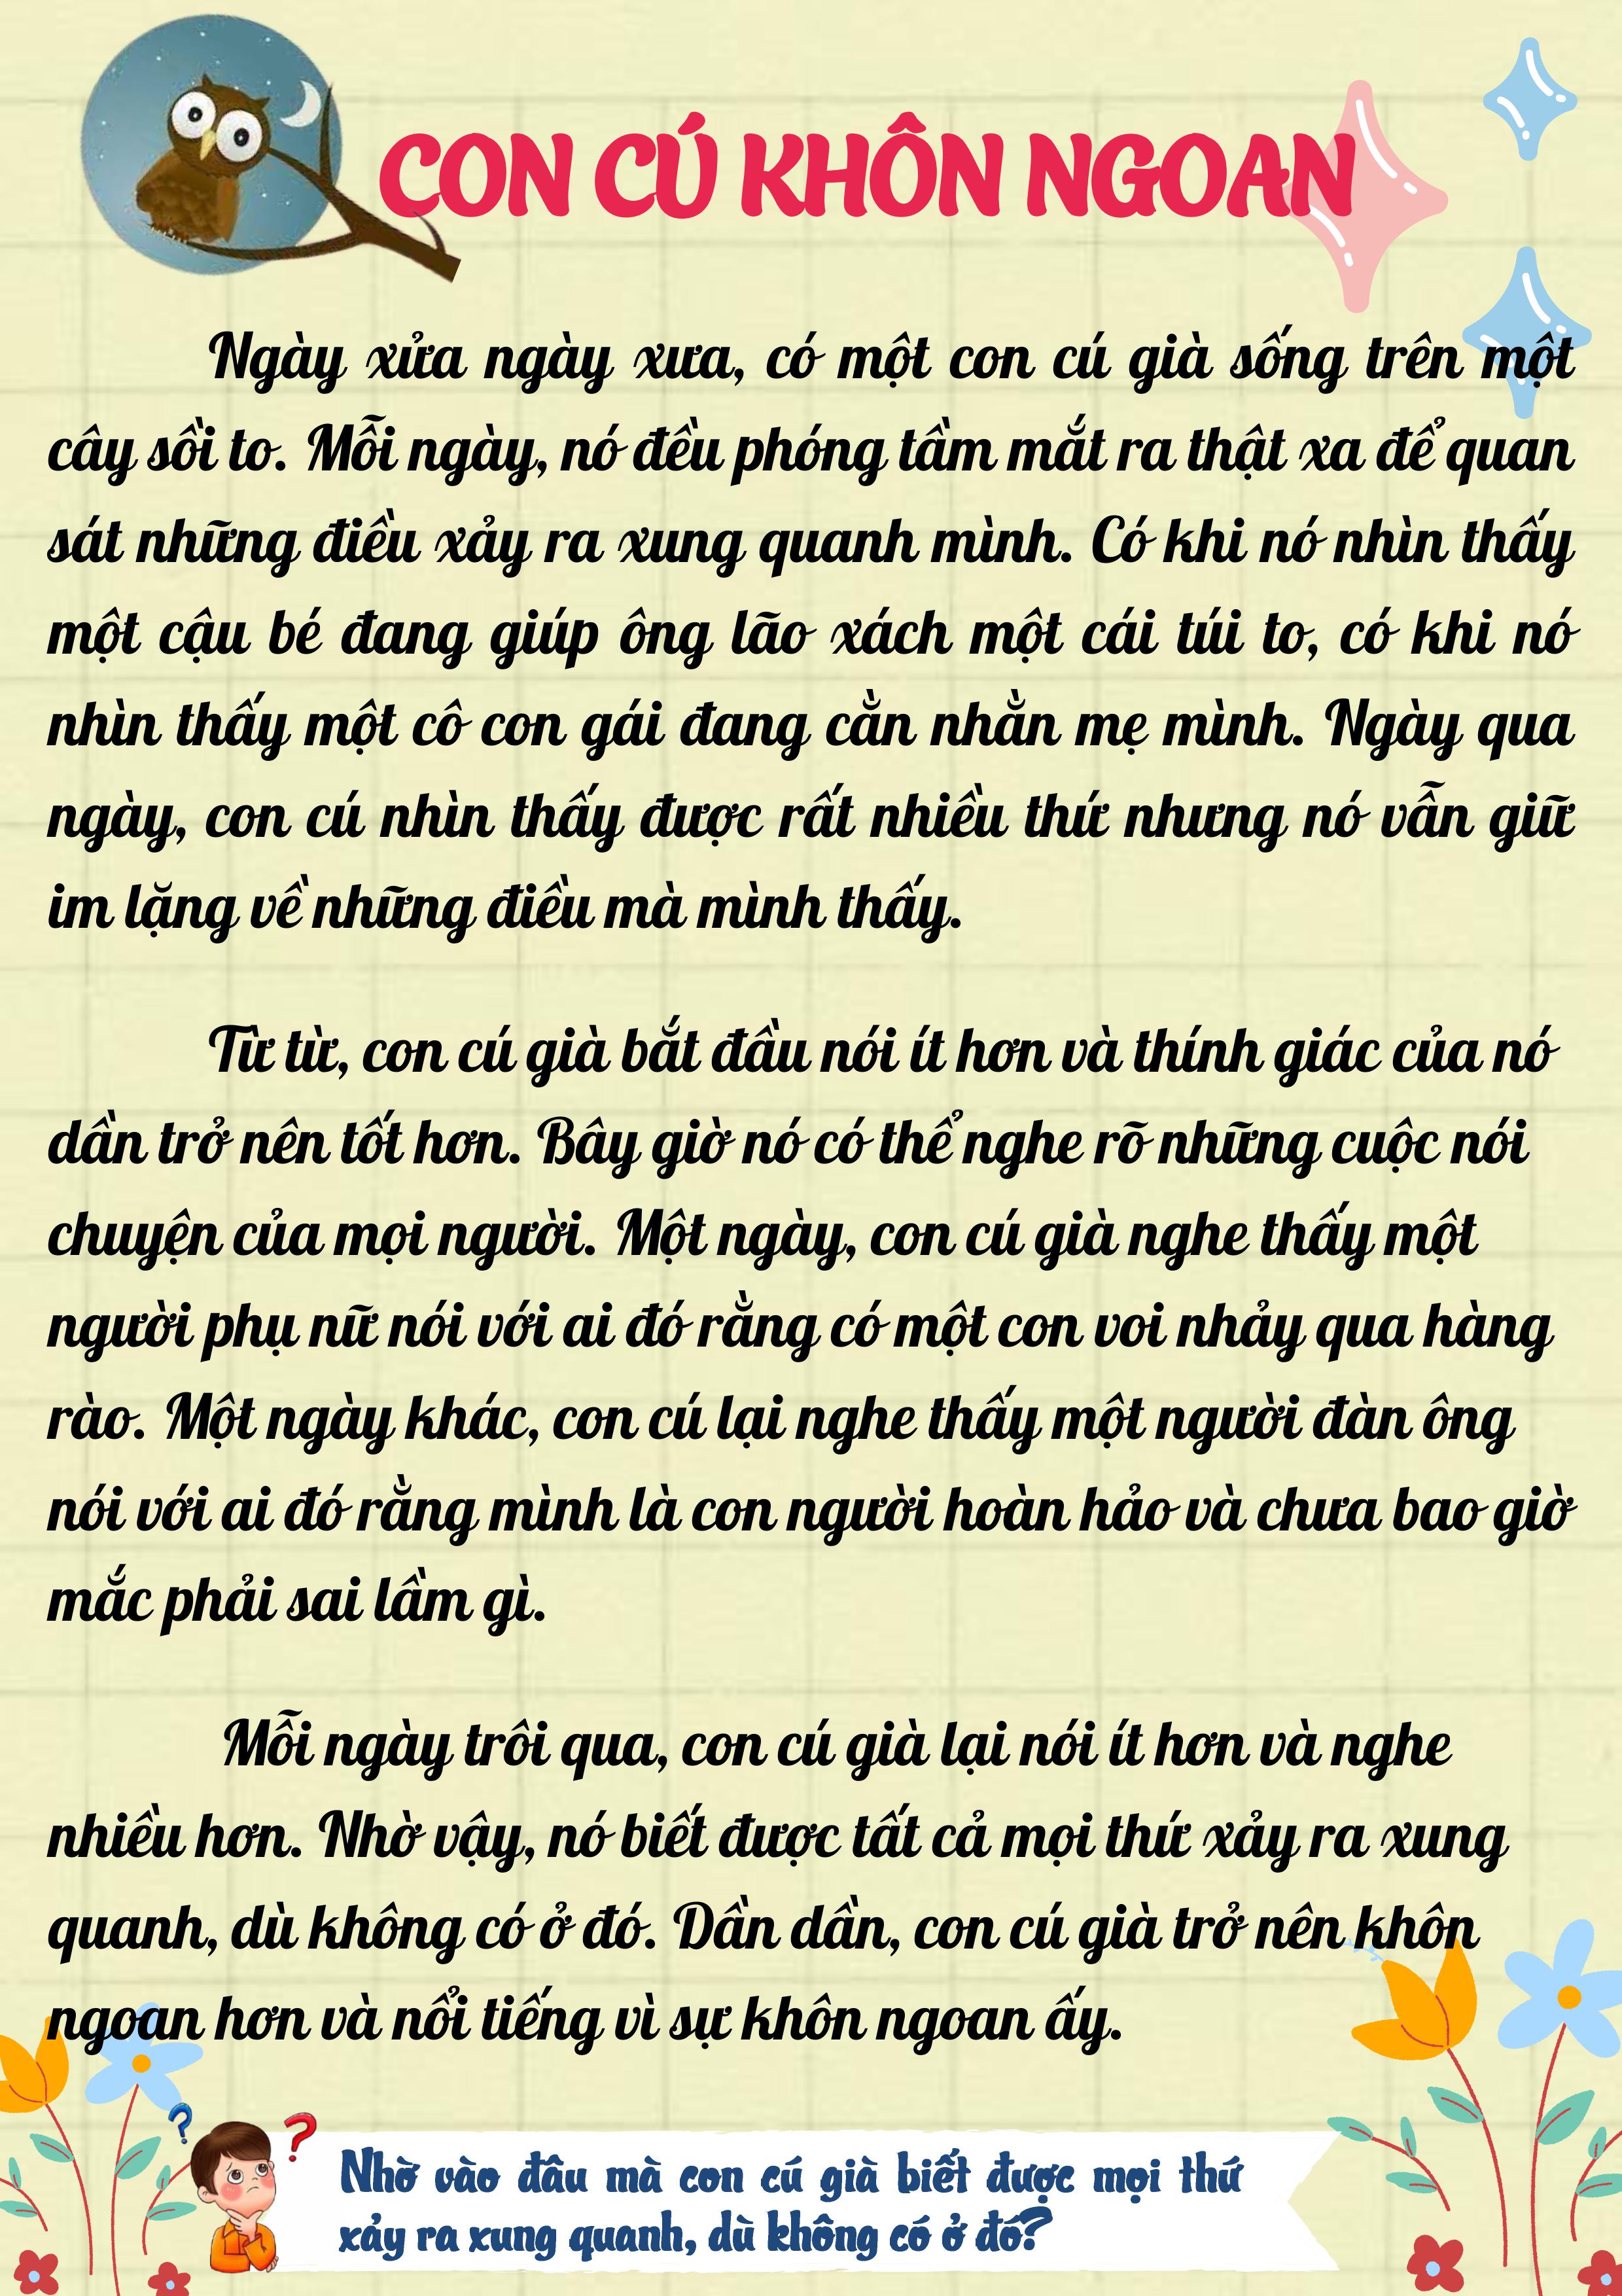 CON CÚ KHÔN NGOAN
Ngày xửa ngày xưa, có một con cú già sống trên một
cây sồi to. Mỗi ngày, nó đều phóng tầm mắt ra thật xa để quan
sát những điều xảy ra xung quanh mình. Có khi nó nhìn thấy
một cậu bé đang giúp ông lão xách một cái túi to, có khi nó
nhìn thấy một cô con gái đang cằn nhằn mẹ mình. Ngày qua
ngày, con cú nhìn thấy được rất nhiều thứ nhưng nó vẫn giữ
im lặng về những điều mà mình thấy.
Từ từ, con cú già bắt đầu nói ít hơn và thính giác của nó
dần trở nên tốt hơn. Bây giờ nó có thể nghe rõ những cuộc nói
chuyện của mọi người. Một ngày, con cú già nghe thấy một
người phụ nữ nói với ai đó rằng có một con voi nhảy qua hàng
rào. Một ngày khác, con cú lại nghe thấy một người đàn ông
nói với ai đó rằng mình là con người hoàn hảo và chưa bao giờ
mắc phải sai lầm gì.
Mỗi ngày trôi qua, con cú già lại nói ít hơn và nghe
nhiều hơn. Nhờ vậy, nó biết được tất cả mọi thứ xảy ra xung
quanh, dù không có ở đó. Dần dần, con cú già trở nên khôn
ngoan hơn và nổi tiếng vì sự khôn ngoan ấy.
Nhờ vào đâu mà con cú già biết được mọi thứ
xảy ra xung quanh, dù không có ở đó?